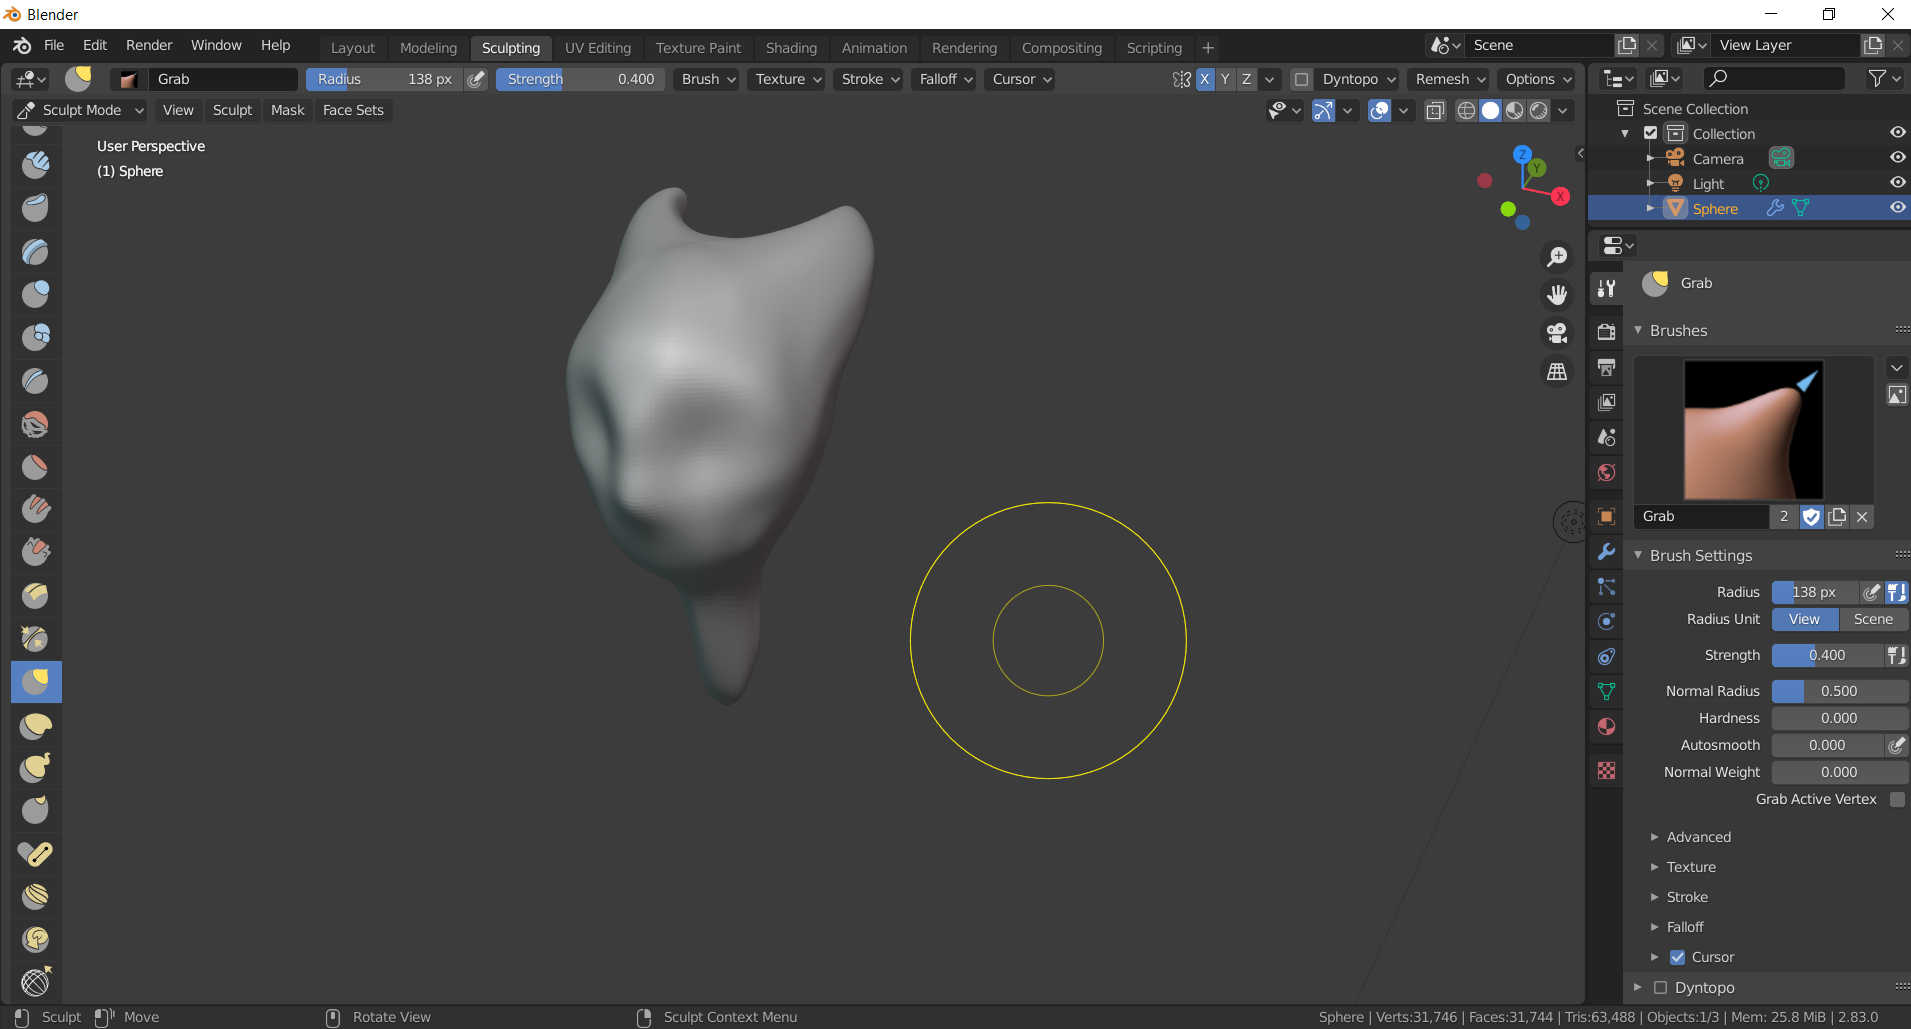 Blender
File Edit Render Window Help Layout Modeling Sculpting UV Editing Texture Paint Shading Animation Rendering Compositing Scripting + Scene View Layer
Grab Radius 138 px Strength 0.400 Brush Texture Stroke Falloff Cursor X Y Z Dyntopo Remesh Options
Sculpt Mode View Sculpt Mask Face Sets
User Perspective
(1) Sphere
Z
Y
X
Scene Collection
Collection
Camera
Light
Sphere
Grab
Brushes
Grab 2
Brush Settings
Radius 138 px
Radius Unit View Scene
Strength 0.400
Normal Radius 0.500
Hardness 0.000
Autosmooth 0.000
Normal Weight 0.000
Grab Active Vertex
Advanced
Texture
Stroke
Falloff
Cursor
Dyntopo
Sculpt Move Rotate View Sculpt Context Menu Sphere | Verts:31,746 | Faces:31,744 | Tris:63,488 | Objects:1/3 | Mem: 25.8 MiB | 2.83.0